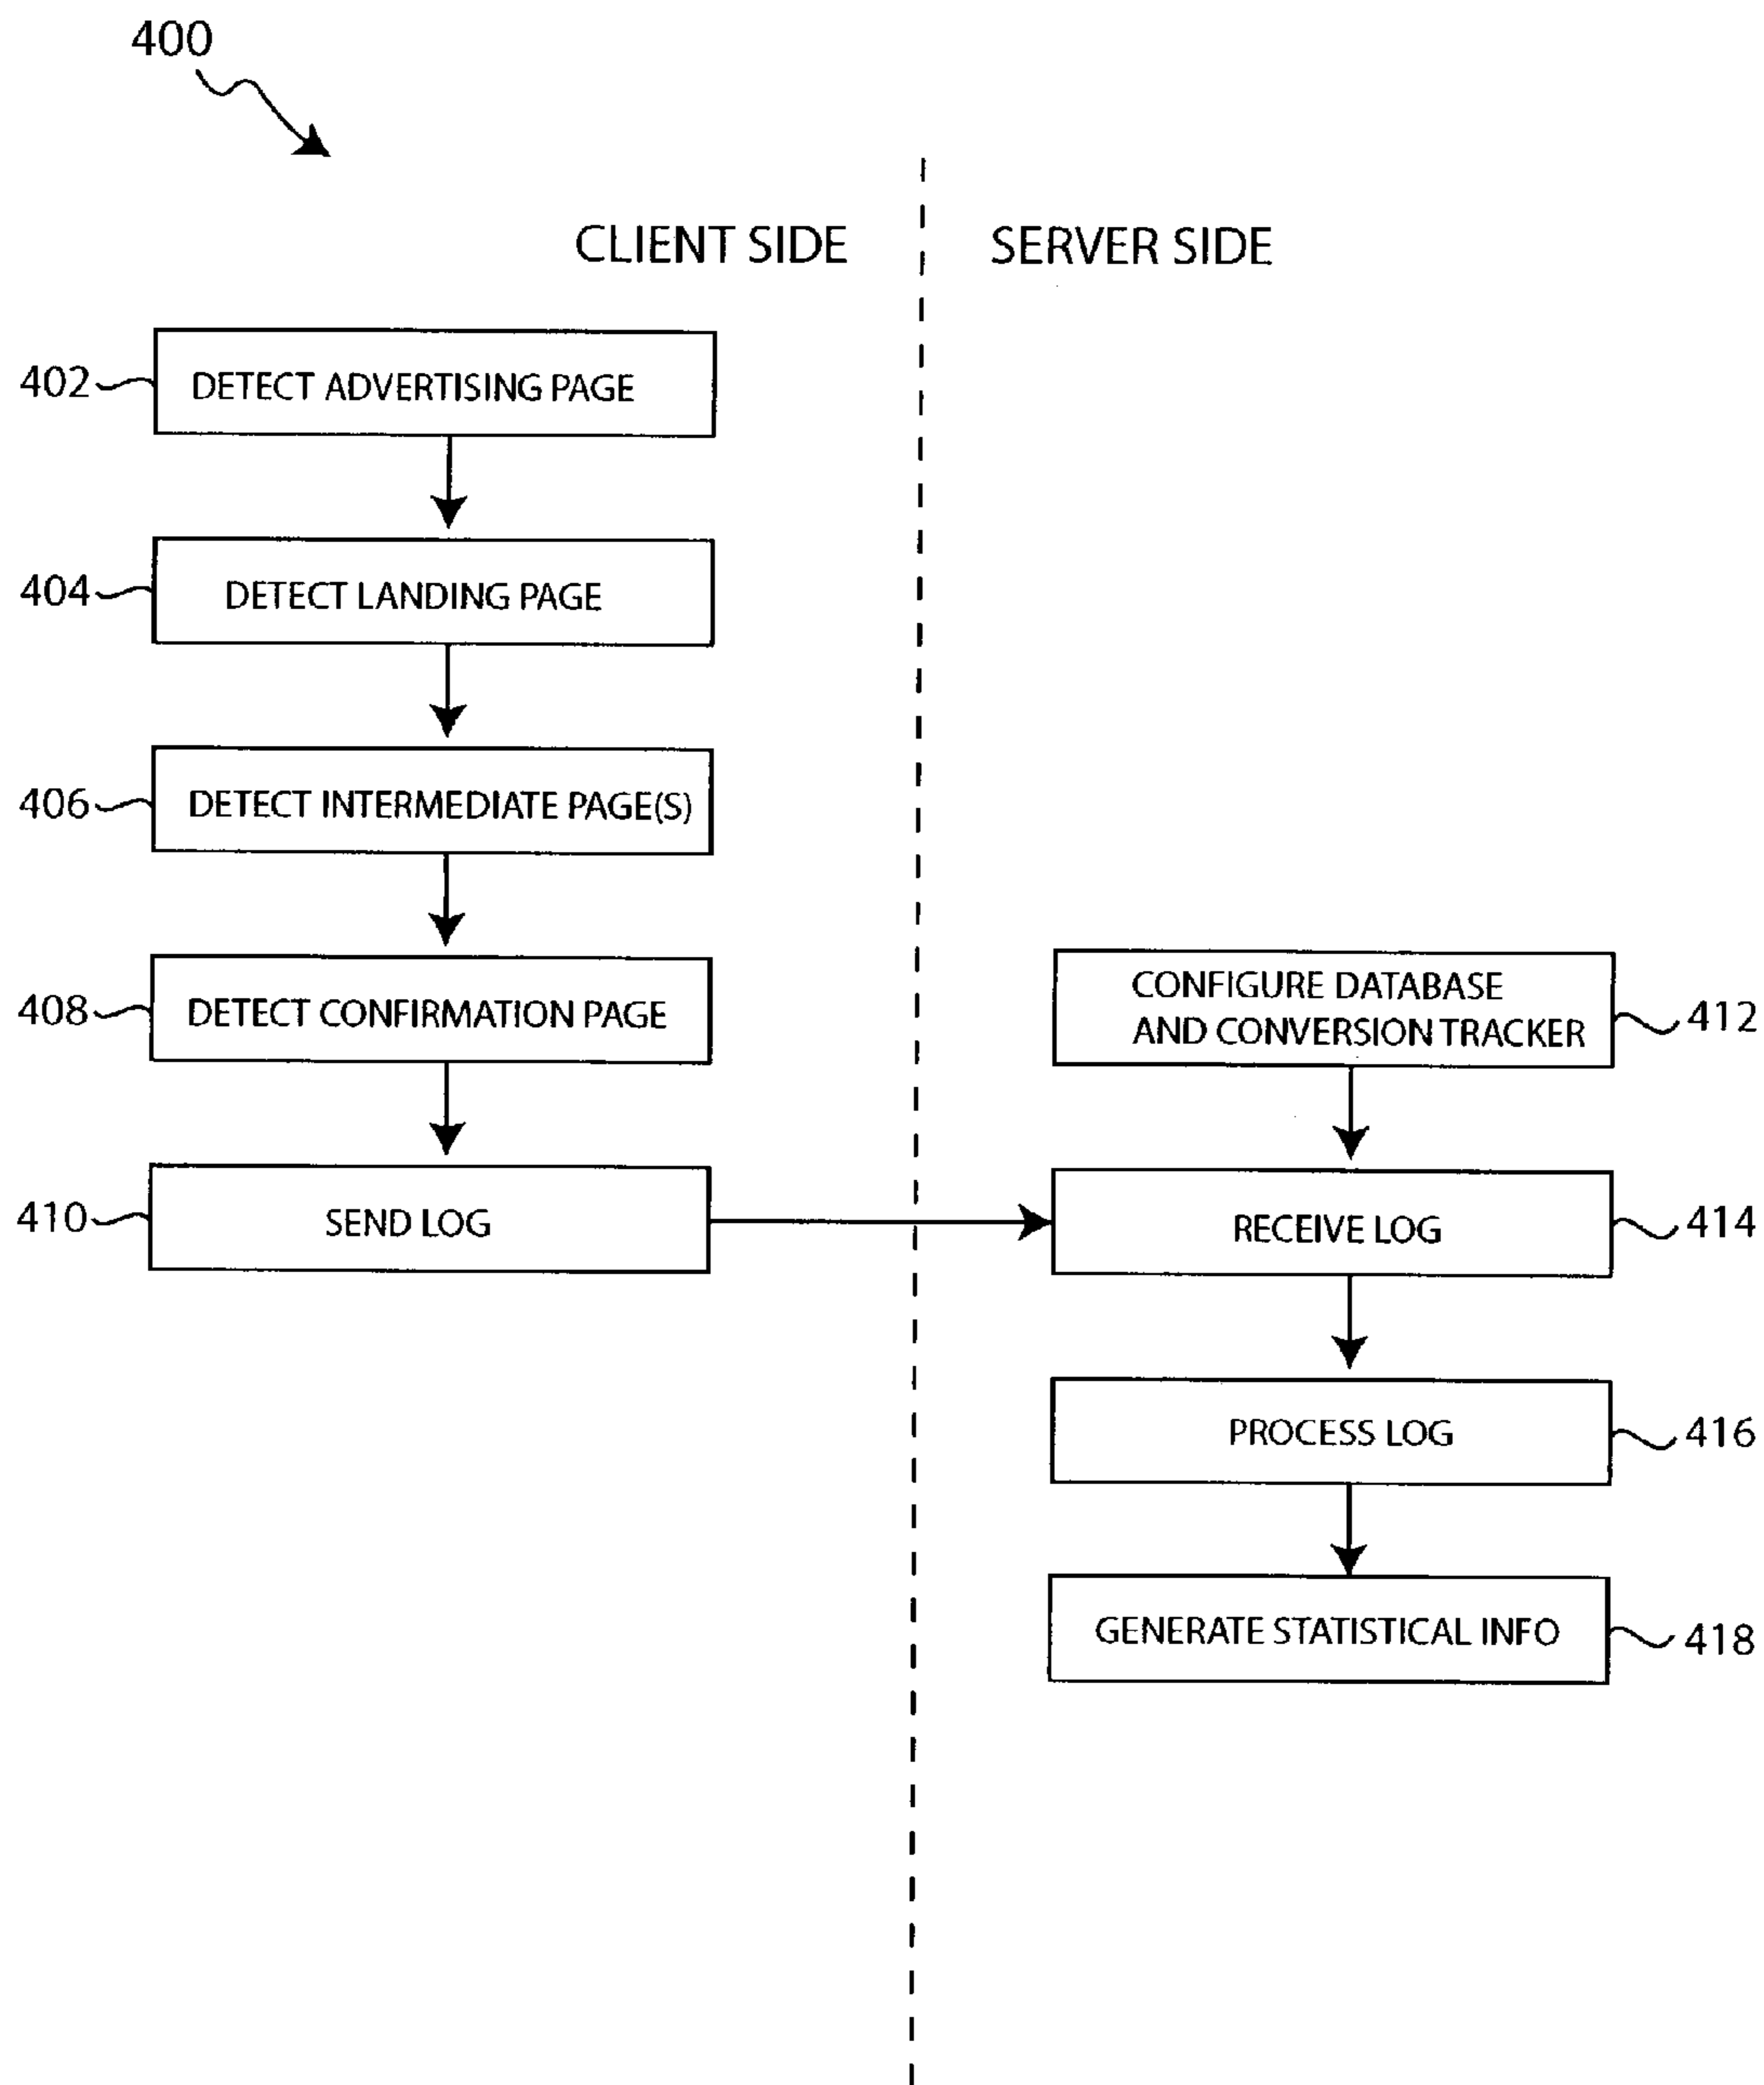 400
CLIENT SIDE
SERVER SIDE
402
DETECT ADVERTISING PAGE
404
DETECT LANDING PAGE
406
DETECT INTERMEDIATE PAGE(S)
408
DETECT CONFIRMATION PAGE
410
SEND LOG
CONFIGURE DATABASE
AND CONVERSION TRACKER
412
RECEIVE LOG
414
PROCESS LOG
416
GENERATE STATISTICAL INFO
418